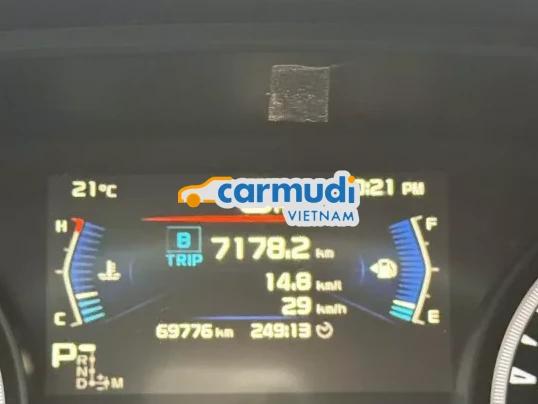 21°C
:21 PM
carmudi
VIETNAM
H
F
B
TRIP
7178.2 km
14.8 km/l
29 km/h
C
E
69776 km 249:13
P
R
N
D
M